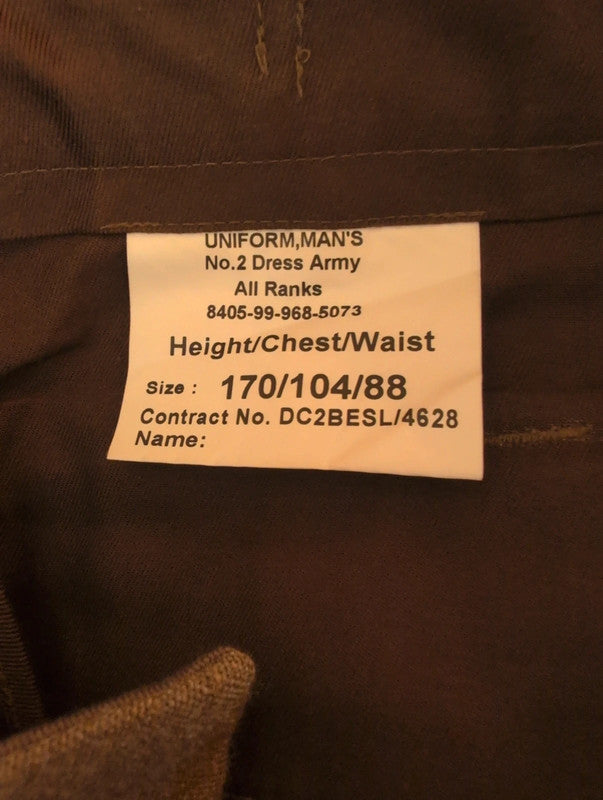 UNIFORM,MAN'S
No.2 Dress Army
All Ranks
8405-99-968-5073
Height/Chest/Waist
Size : 170/104/88
Contract No. DC2BESL/4628
Name: